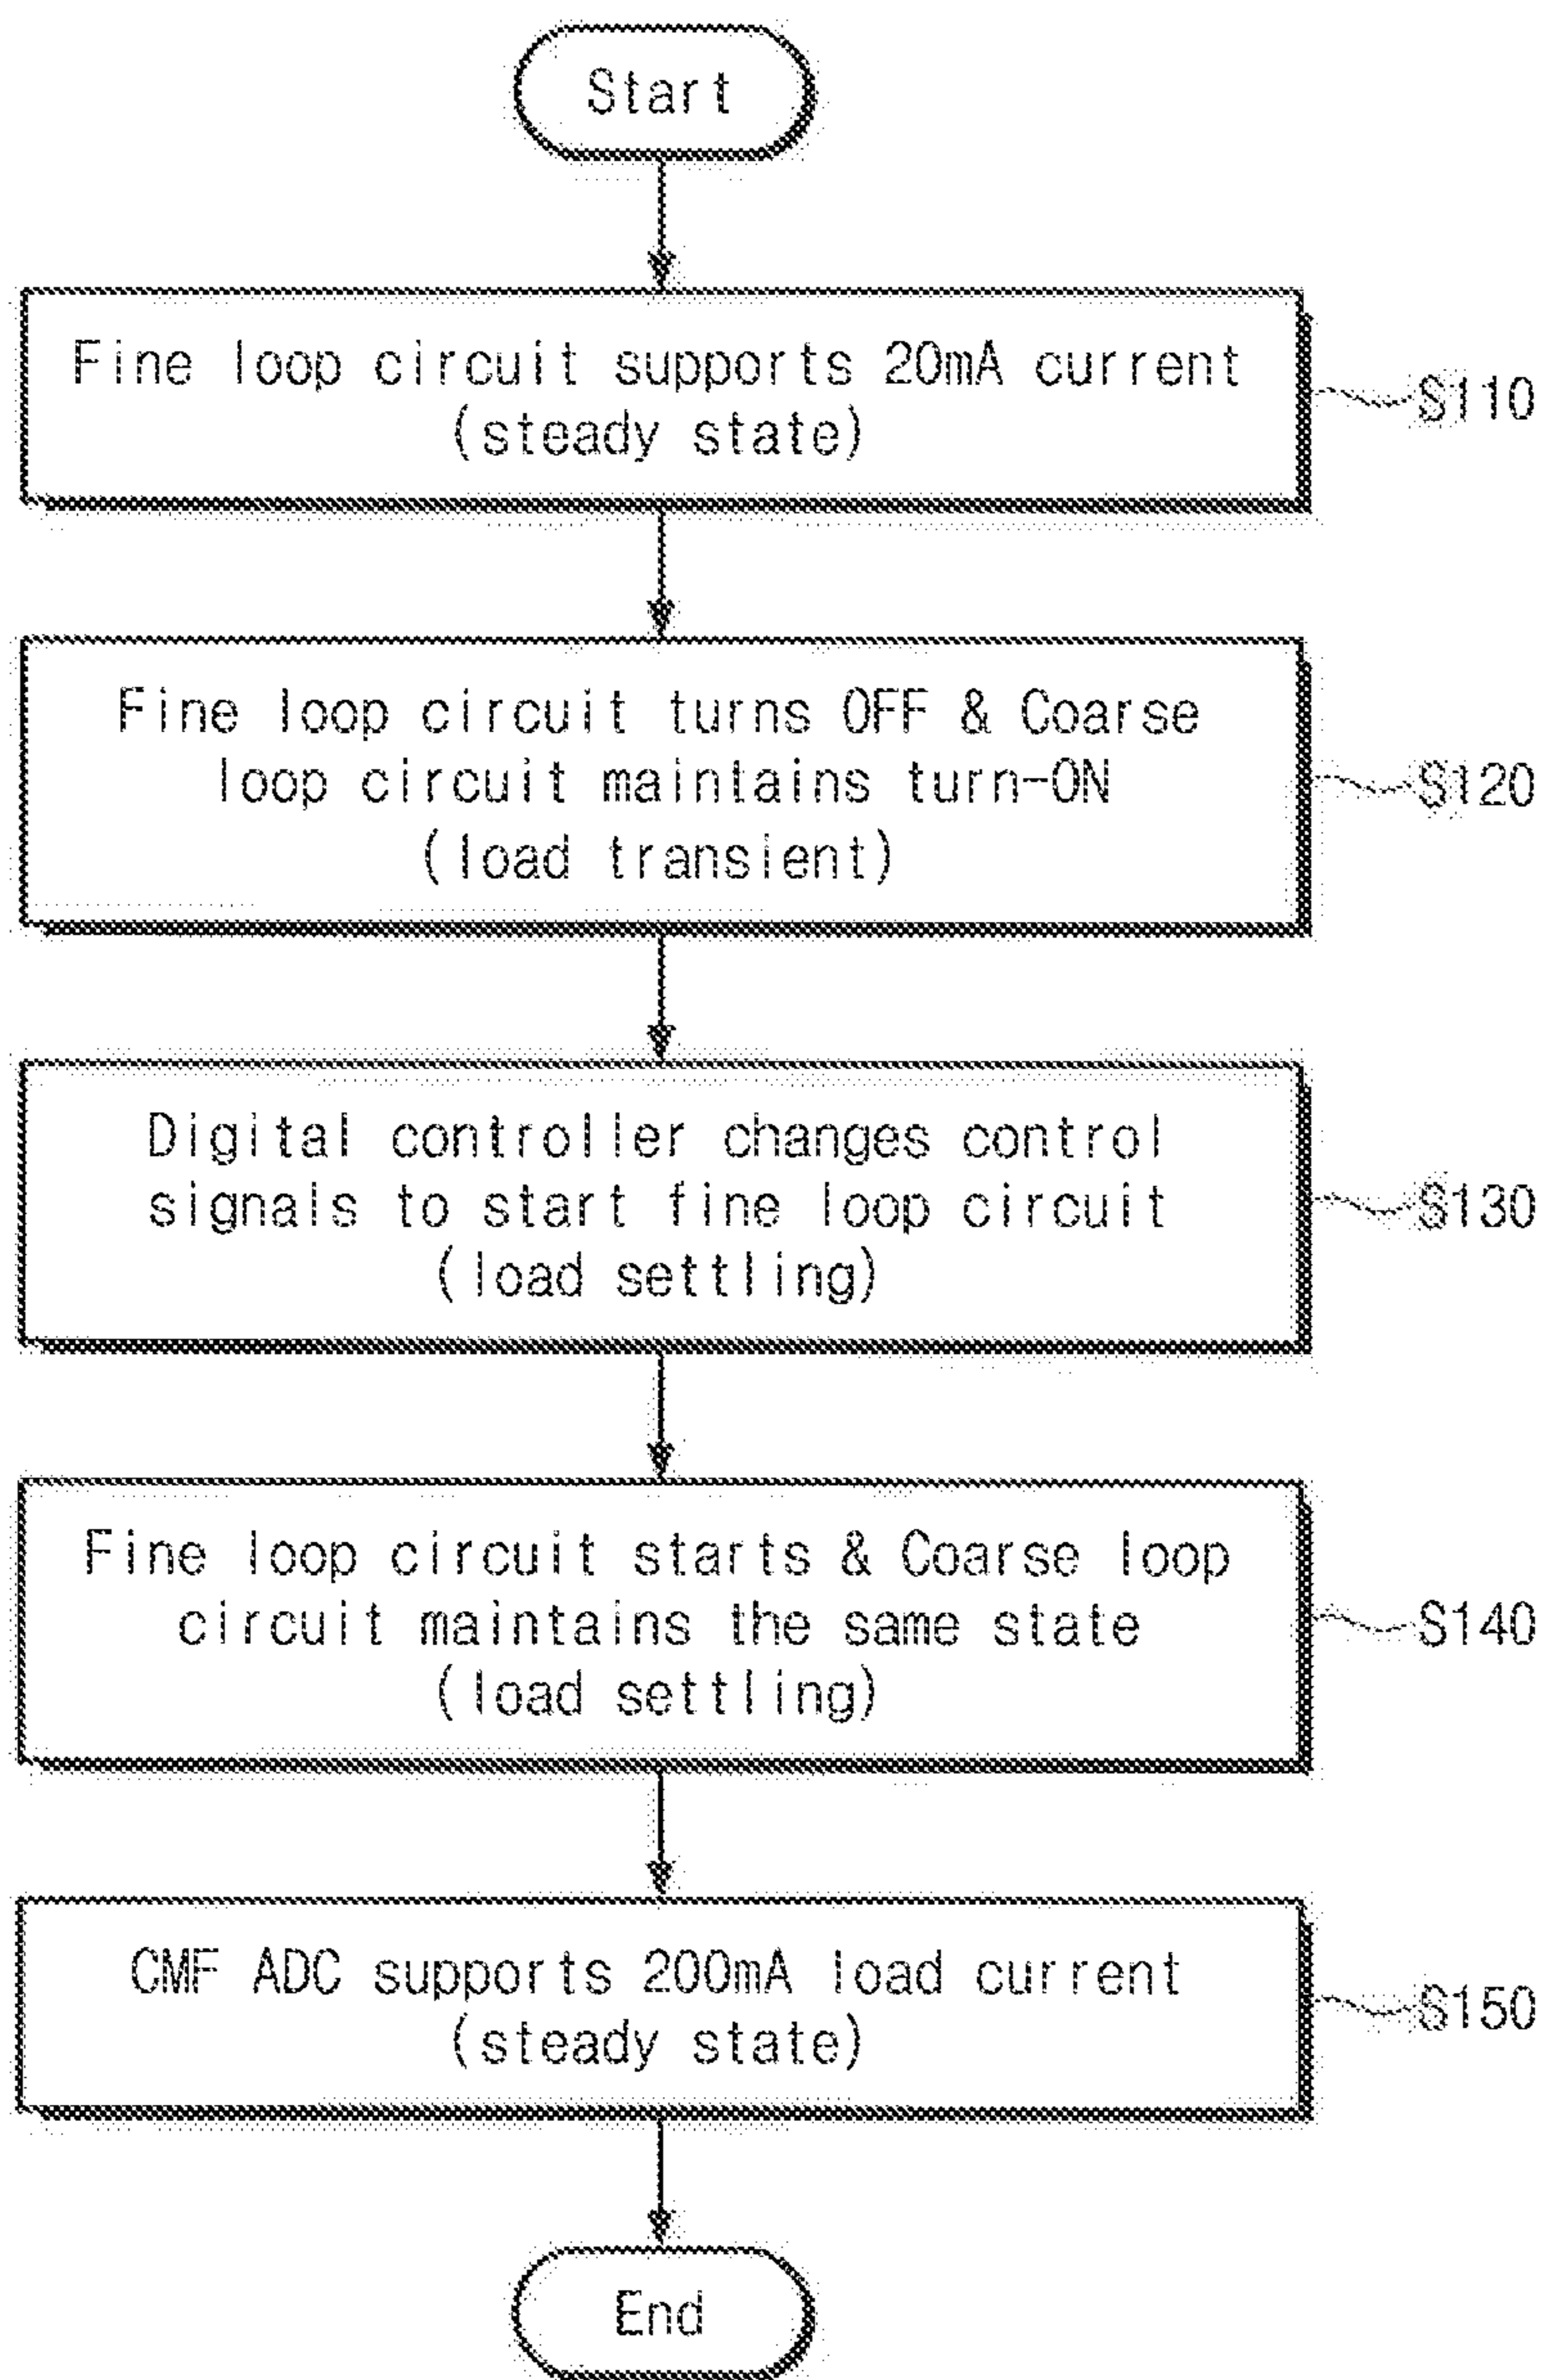 Start
Fine loop circuit supports 20mA current
(steady state)
S110
Fine loop circuit turns OFF & Coarse
loop circuit maintains turn-ON
(load transient)
S120
Digital controller changes control
signals to start fine loop circuit
(load settling)
S130
Fine loop circuit starts & Coarse loop
circuit maintains the same state
(load settling)
S140
CMF ADC supports 200mA load current
(steady state)
S150
End